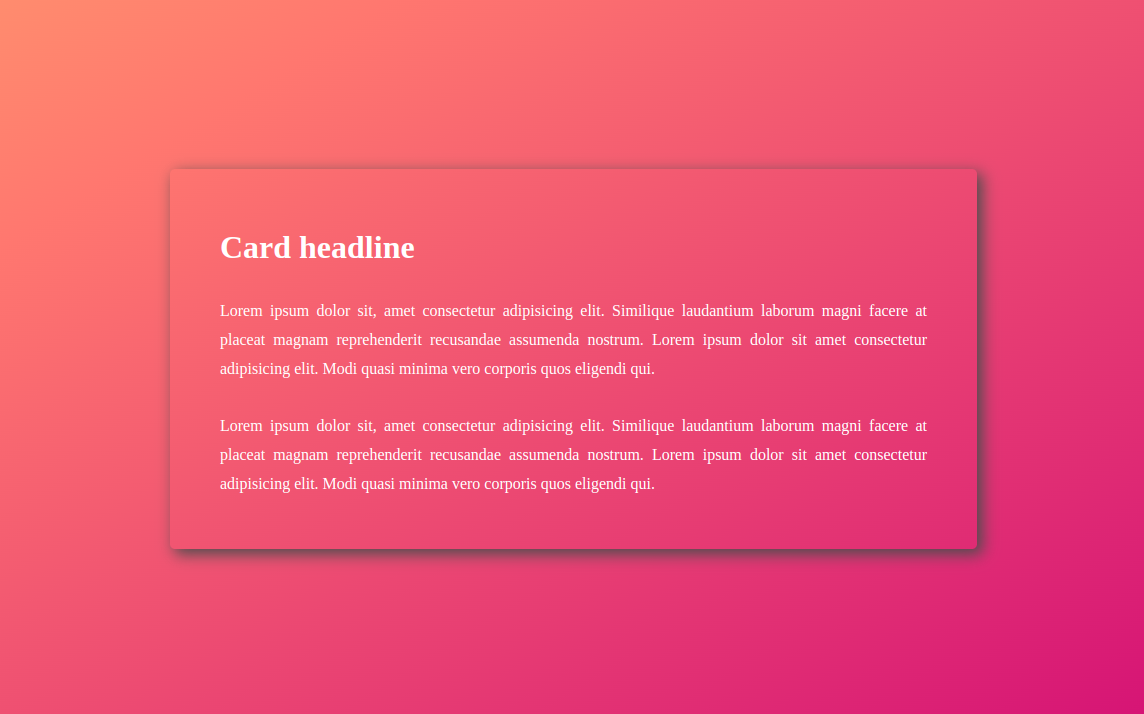 Card headline
Lorem ipsum dolor sit, amet consectetur adipisicing elit. Similique laudantium laborum magni facere at
placeat magnam reprehenderit recusandae assumenda nostrum. Lorem ipsum dolor sit amet consectetur
adipisicing elit. Modi quasi minima vero corporis quos eligendi qui.
Lorem ipsum dolor sit, amet consectetur adipisicing elit. Similique laudantium laborum magni facere at
placeat magnam reprehenderit recusandae assumenda nostrum. Lorem ipsum dolor sit amet consectetur
adipisicing elit. Modi quasi minima vero corporis quos eligendi qui.